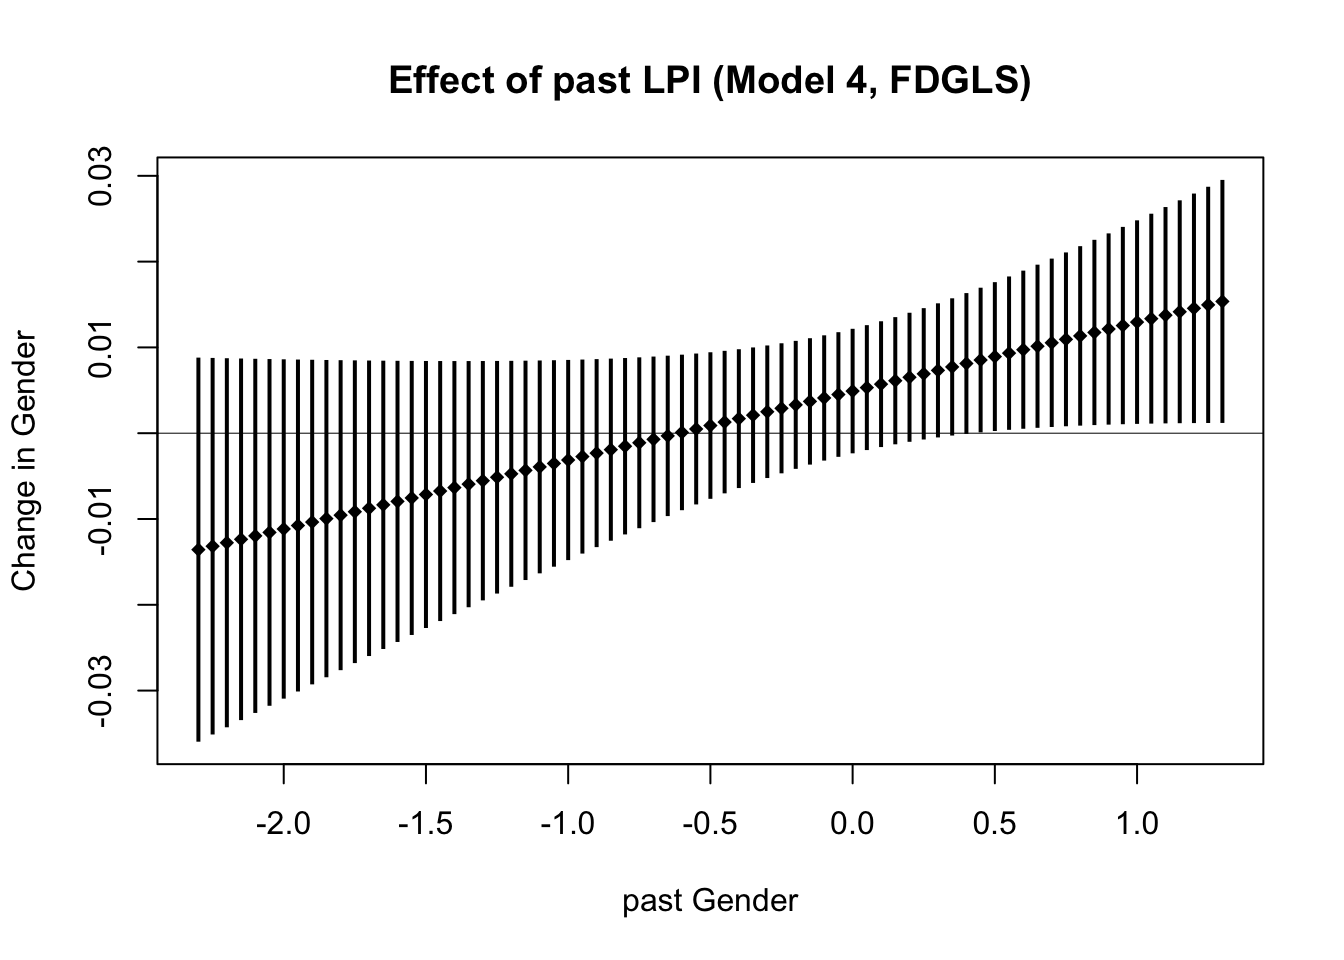 Effect of past LPI (Model 4, FDGLS)
Change in Gender
0.03
0.01
-0.01
-0.03
-2.0 -1.5 -1.0 -0.5 0.0 0.5 1.0
past Gender